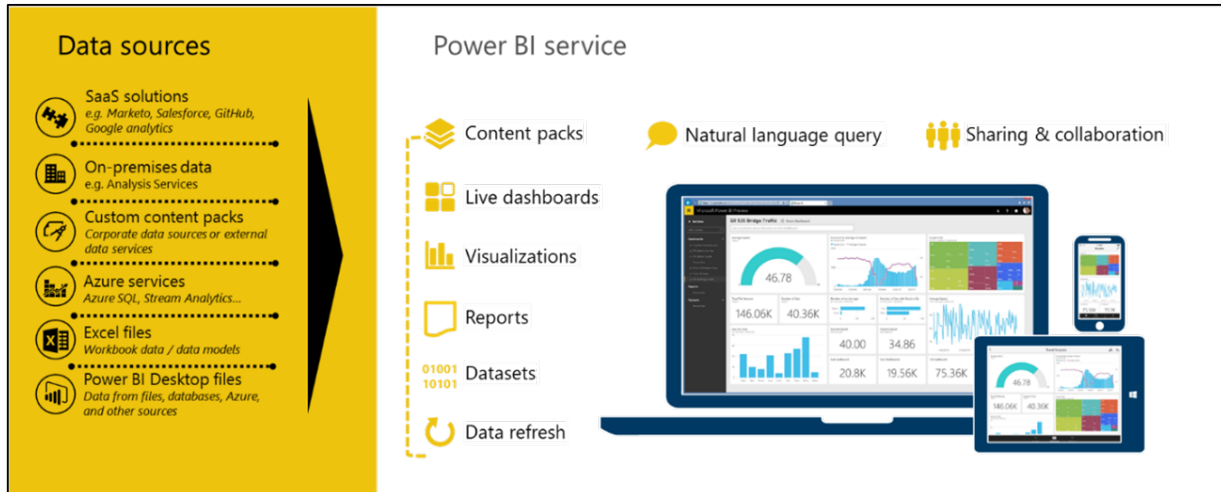 Data sources
SaaS solutions
e.g. Marketo, Salesforce, GitHub,
Google analytics
On-premises data
e.g. Analysis Services
Custom content packs
Corporate data sources or external
data services
Azure services
Azure SQL, Stream Analytics...
Excel files
Workbook data / data models
Power BI Desktop files
Data from files, databases, Azure,
and other sources
Power BI service
Content packs
Live dashboards
Visualizations
Reports
01001
10101
Datasets
Data refresh
Natural language query
Sharing & collaboration
46.78
146.06K
40.36K
40.00
34.86
20.8K
19.56K
75.36K
46.78
146.06K
40.36K